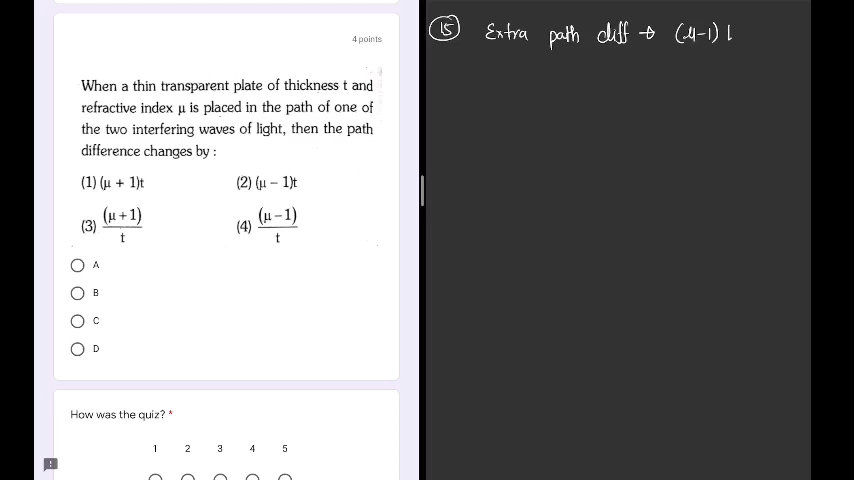 4 points
When a thin transparent plate of thickness t and
refractive index μ is placed in the path of one of
the two interfering waves of light, then the path
difference changes by :
(1) (μ + 1)t (2) (μ − 1)t
(3) (μ+1)/t (4) (μ−1)/t
A
B
C
D
How was the quiz? *
1 2 3 4 5
(15) Extra path diff → (μ-1)